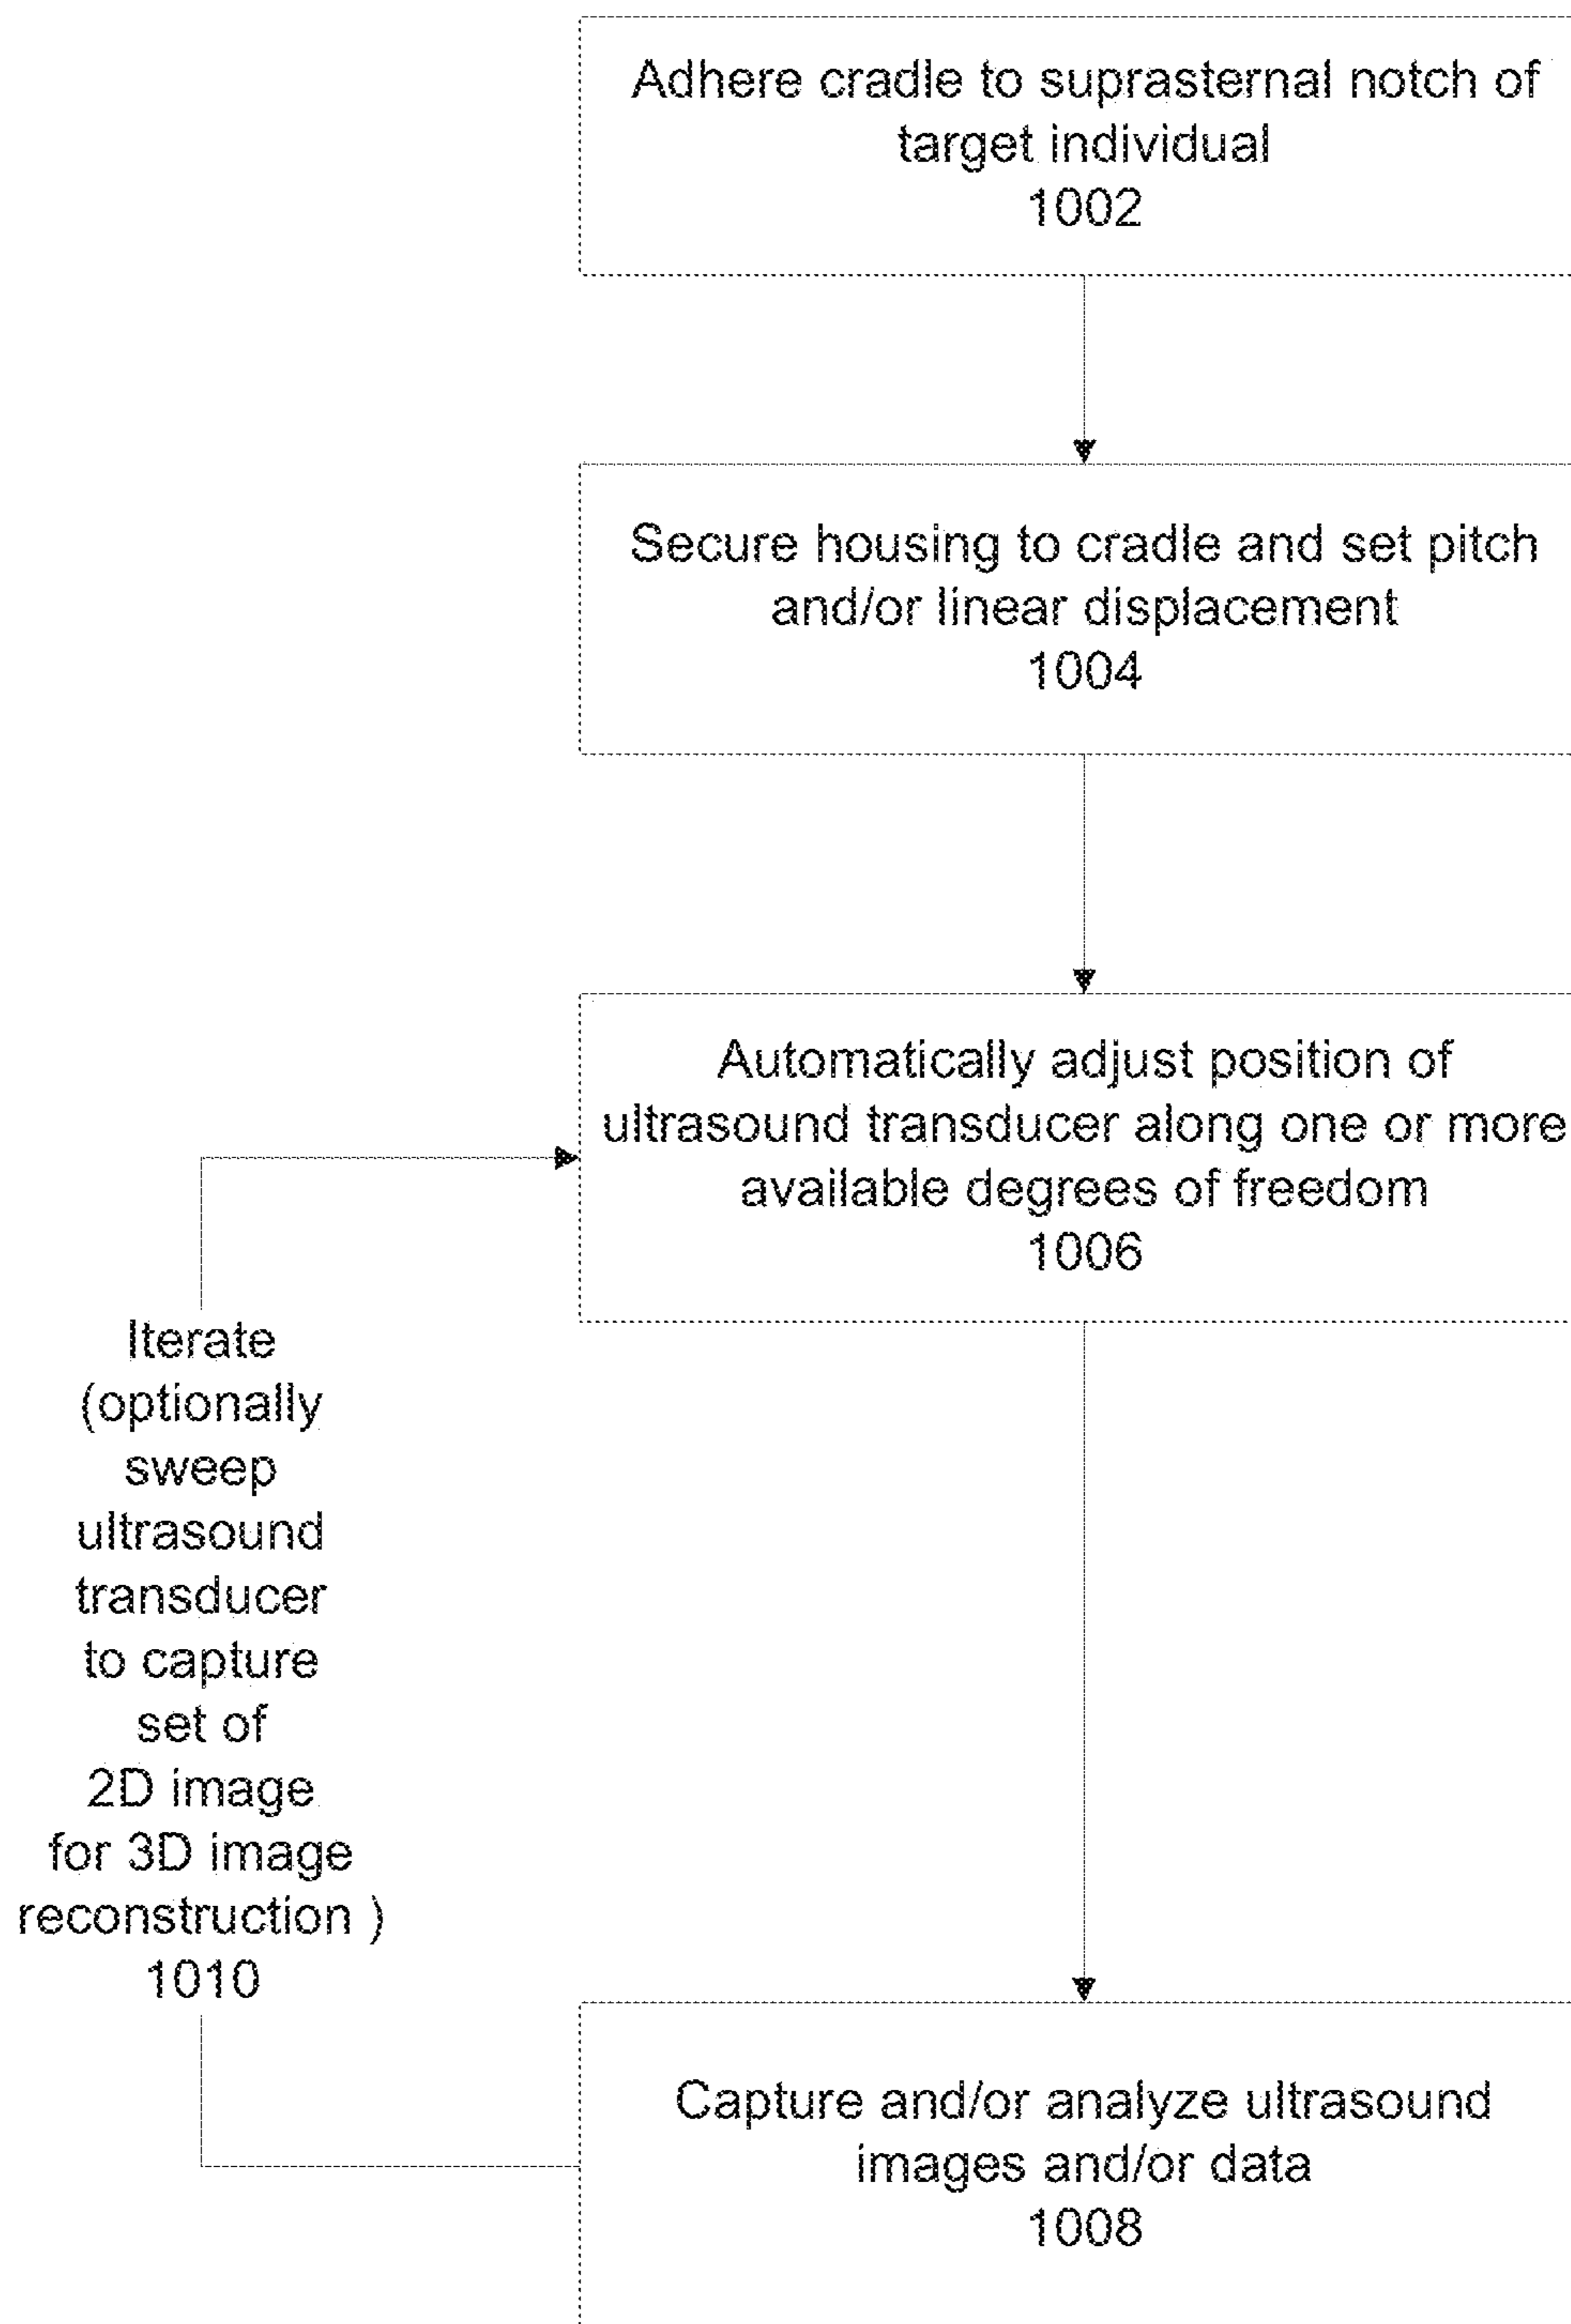 Adhere cradle to suprasternal notch of
target individual
1002
Secure housing to cradle and set pitch
and/or linear displacement
1004
Automatically adjust position of
ultrasound transducer along one or more
available degrees of freedom
1006
Iterate
(optionally
sweep
ultrasound
transducer
to capture
set of
2D image
for 3D image
reconstruction )
1010
Capture and/or analyze ultrasound
images and/or data
1008